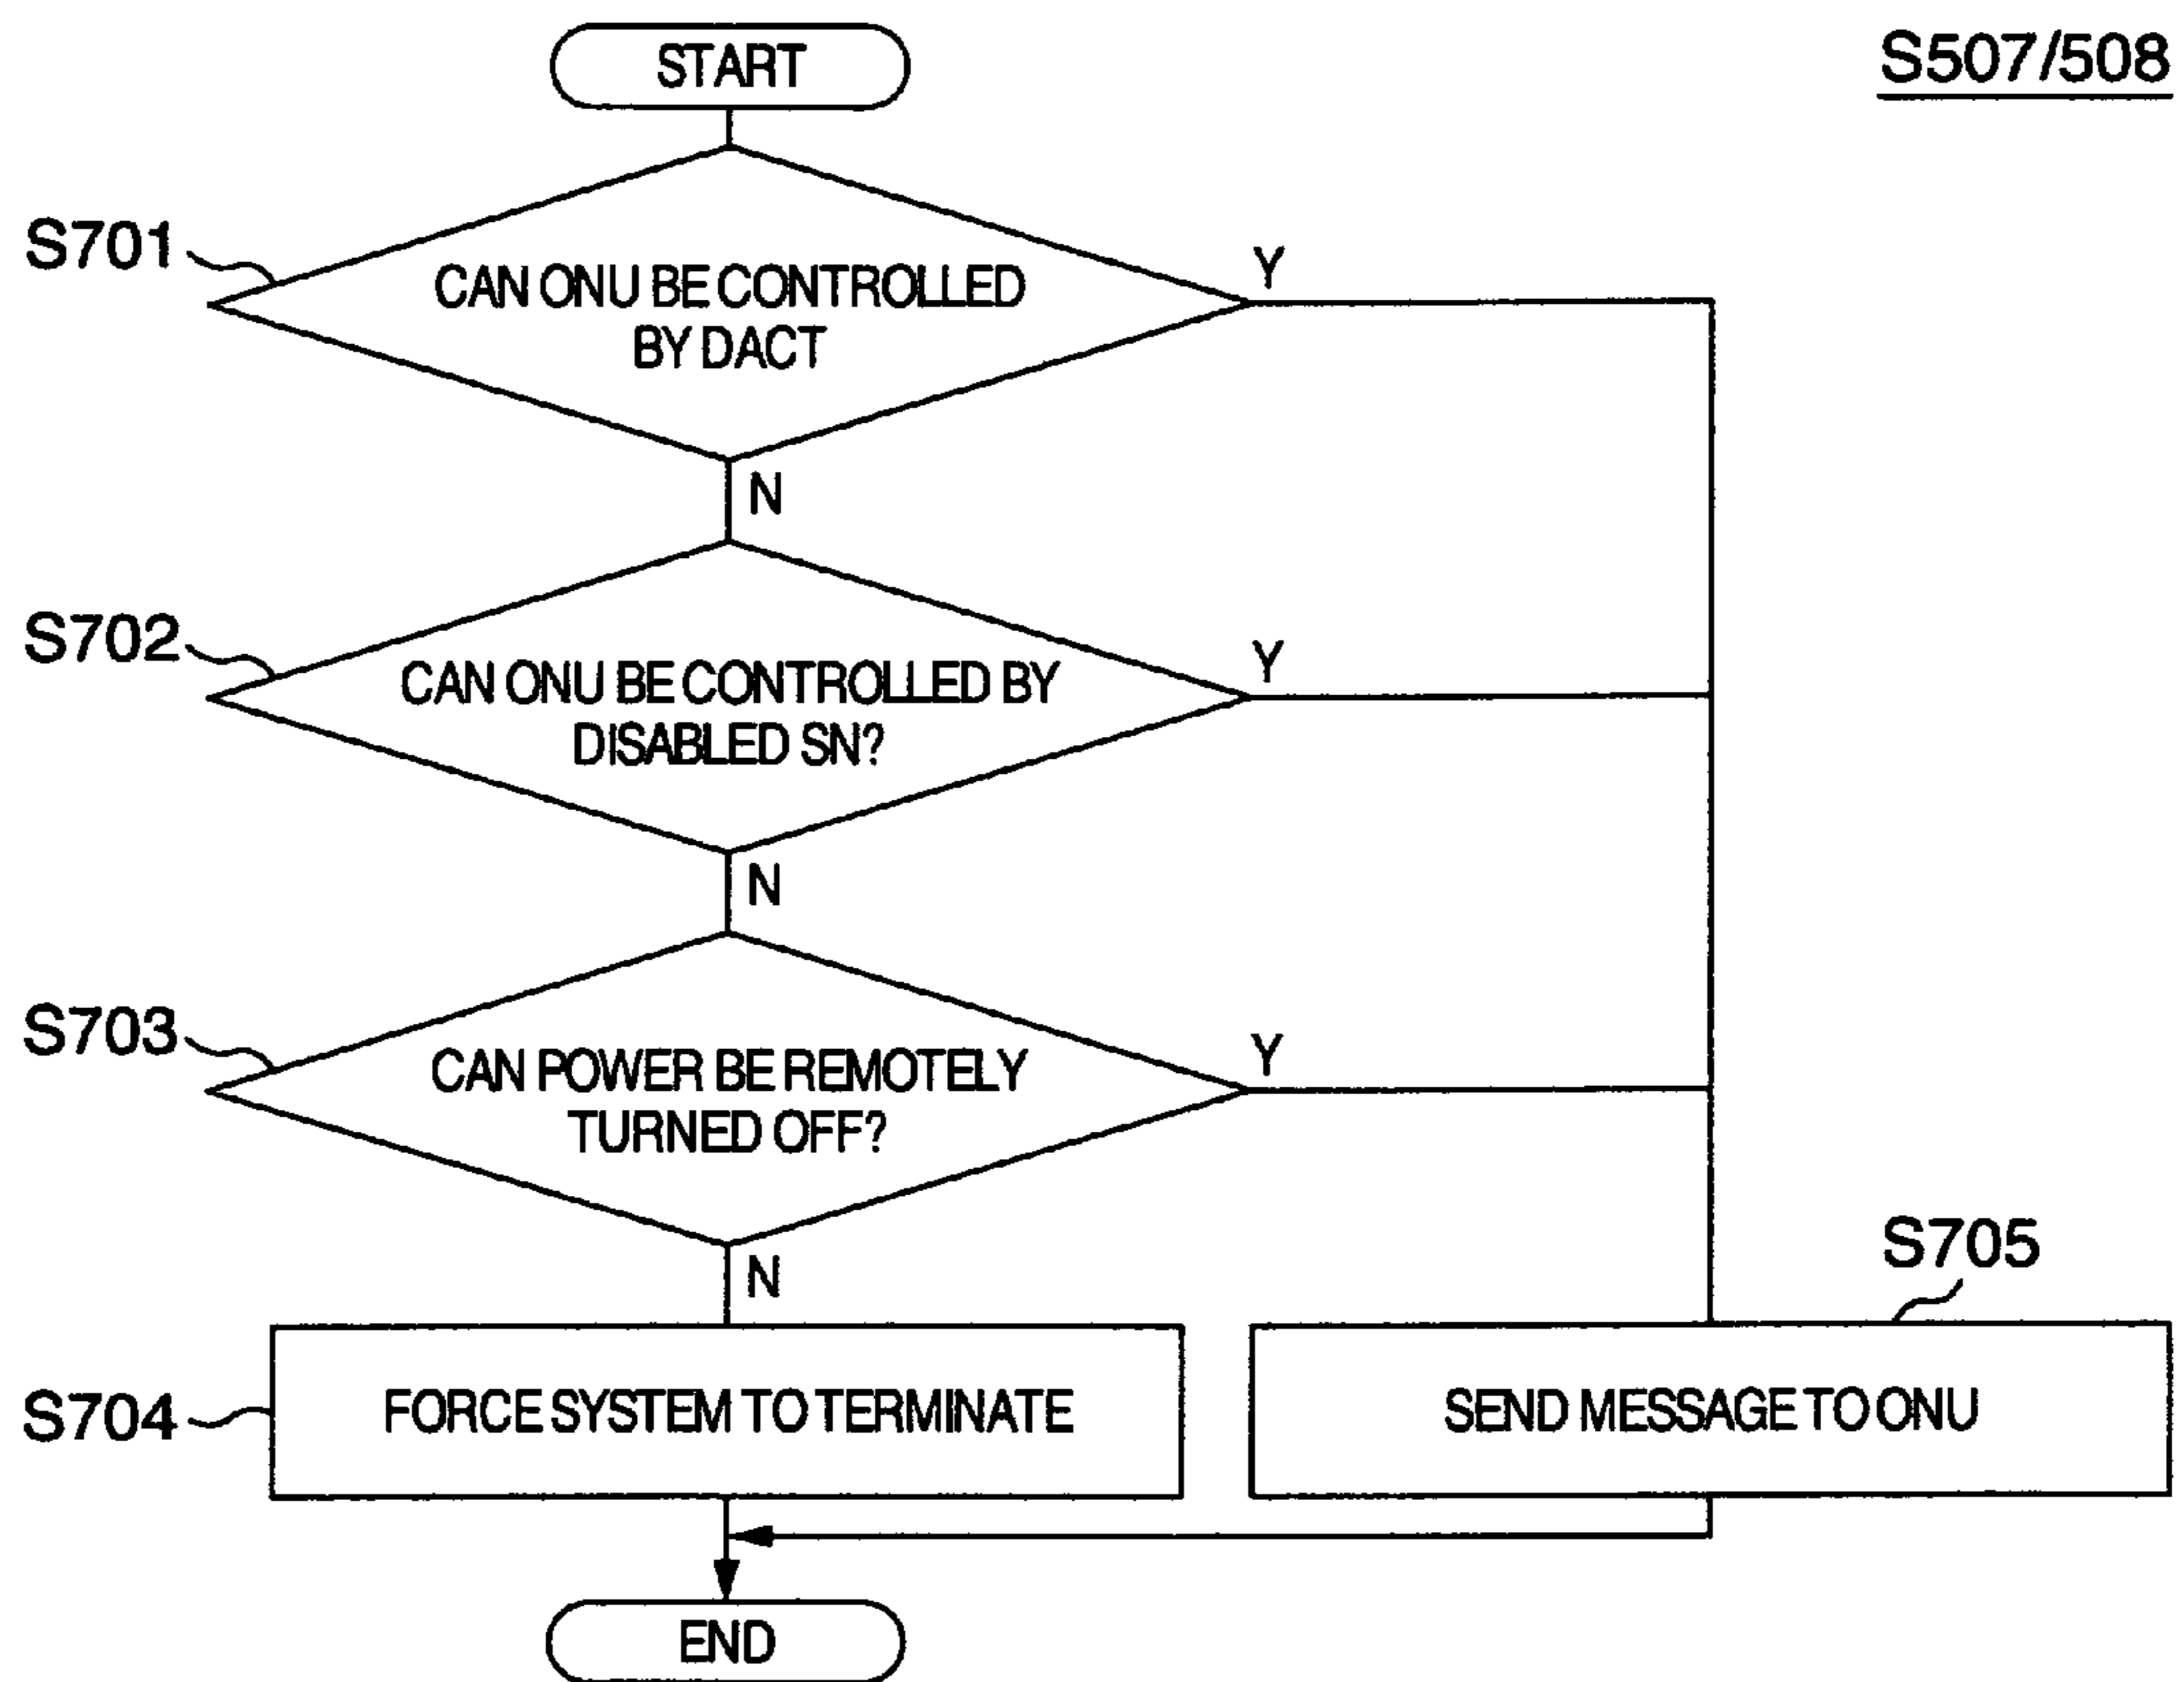 START
S507/508
S701
CAN ONU BE CONTROLLED
BY DACT
Y
N
S702
CAN ONU BE CONTROLLED BY
DISABLED SN?
Y
N
S703
CAN POWER BE REMOTELY
TURNED OFF?
Y
N
S704
FORCE SYSTEM TO TERMINATE
S705
SEND MESSAGE TO ONU
END